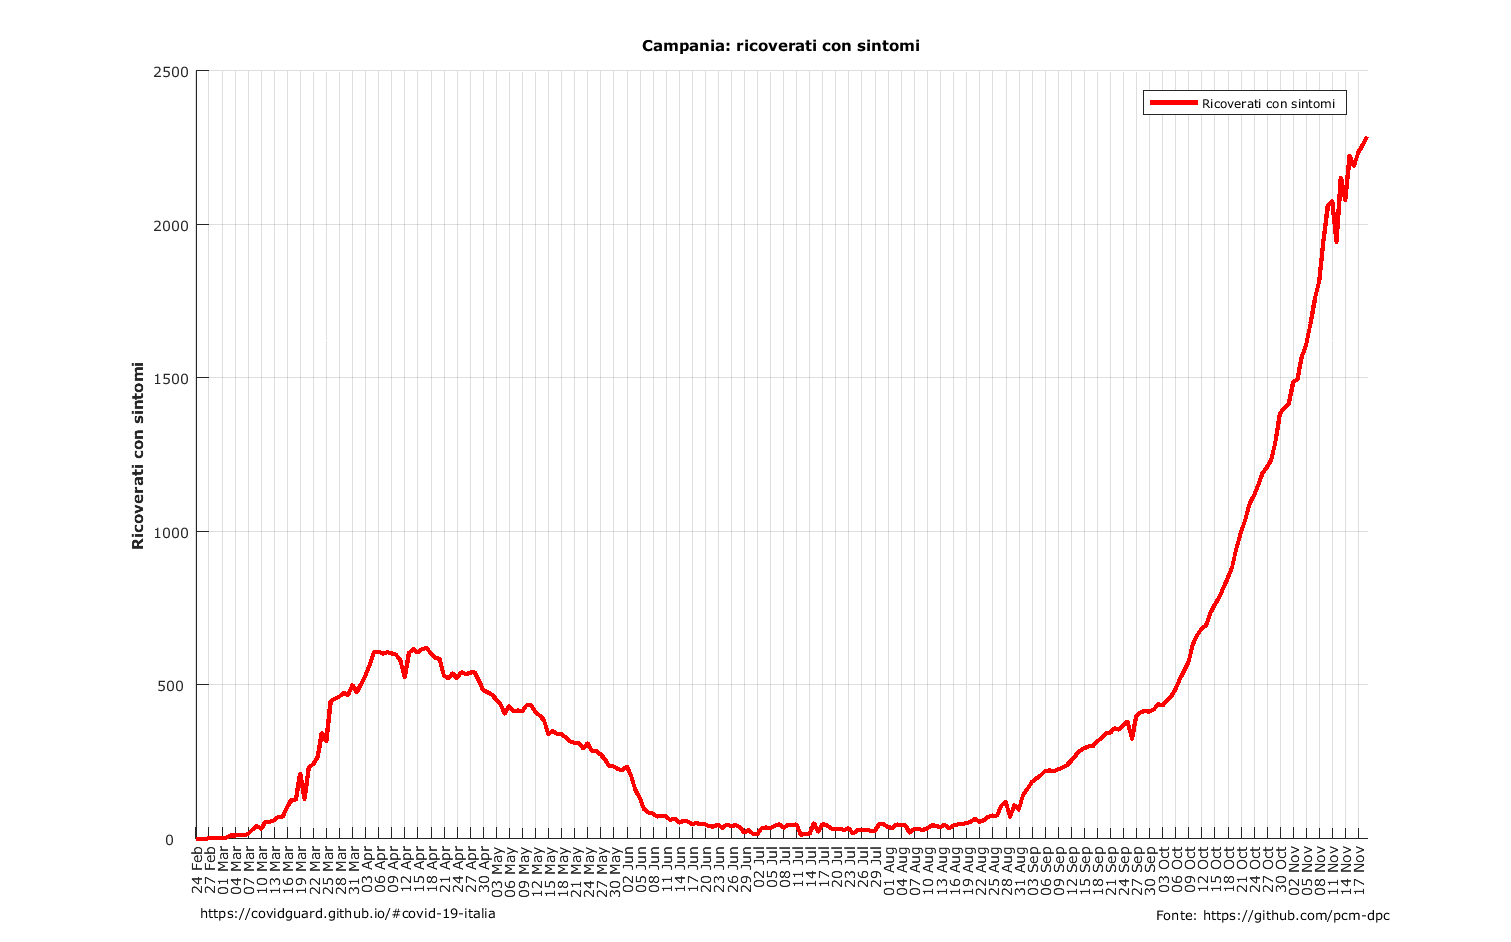 Campania: ricoverati con sintomi
Ricoverati con sintomi
Ricoverati con sintomi
2500
2000
1500
1000
500
0
24 Feb
27 Feb
01 Mar
04 Mar
07 Mar
10 Mar
13 Mar
16 Mar
19 Mar
22 Mar
25 Mar
28 Mar
31 Mar
03 Apr
06 Apr
09 Apr
12 Apr
15 Apr
18 Apr
21 Apr
24 Apr
27 Apr
30 Apr
03 May
06 May
09 May
12 May
15 May
18 May
21 May
24 May
27 May
30 May
02 Jun
05 Jun
08 Jun
11 Jun
14 Jun
17 Jun
20 Jun
23 Jun
26 Jun
29 Jun
02 Jul
05 Jul
08 Jul
11 Jul
14 Jul
17 Jul
20 Jul
23 Jul
26 Jul
29 Jul
01 Aug
04 Aug
07 Aug
10 Aug
13 Aug
16 Aug
19 Aug
22 Aug
25 Aug
28 Aug
31 Aug
03 Sep
06 Sep
09 Sep
12 Sep
15 Sep
18 Sep
21 Sep
24 Sep
27 Sep
30 Sep
03 Oct
06 Oct
09 Oct
12 Oct
15 Oct
18 Oct
21 Oct
24 Oct
27 Oct
30 Oct
02 Nov
05 Nov
08 Nov
11 Nov
14 Nov
17 Nov
https://covidguard.github.io/#covid-19-italia
Fonte: https://github.com/pcm-dpc